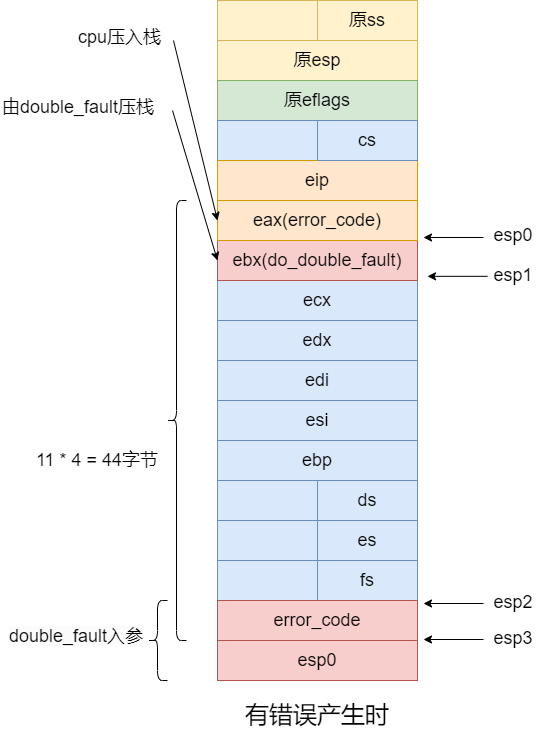 原ss
cpu压入栈
原esp
由double_fault压栈
原eflags
cs
eip
eax(error_code)
esp0
ebx(do_double_fault)
esp1
ecx
edx
edi
esi
11 * 4 = 44字节
ebp
ds
es
fs
esp2
error_code
double_fault入参
esp3
esp0
有错误产生时